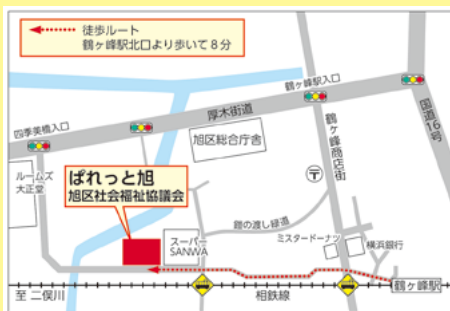 徒歩ルート
鶴ヶ峰駅北口より歩いて8分
鶴ヶ峰駅入口
厚木街道
国道16号
四季美橋入口
旭区総合庁舎
鶴ヶ峰商店街
ルームズ
大正堂
ぱれっと旭
旭区社会福祉協議会
〒
鎧の渡し緑道
スーパー
SANWA
ミスタードーナツ
横浜銀行
鶴ヶ峰駅
至 二俣川
相鉄線